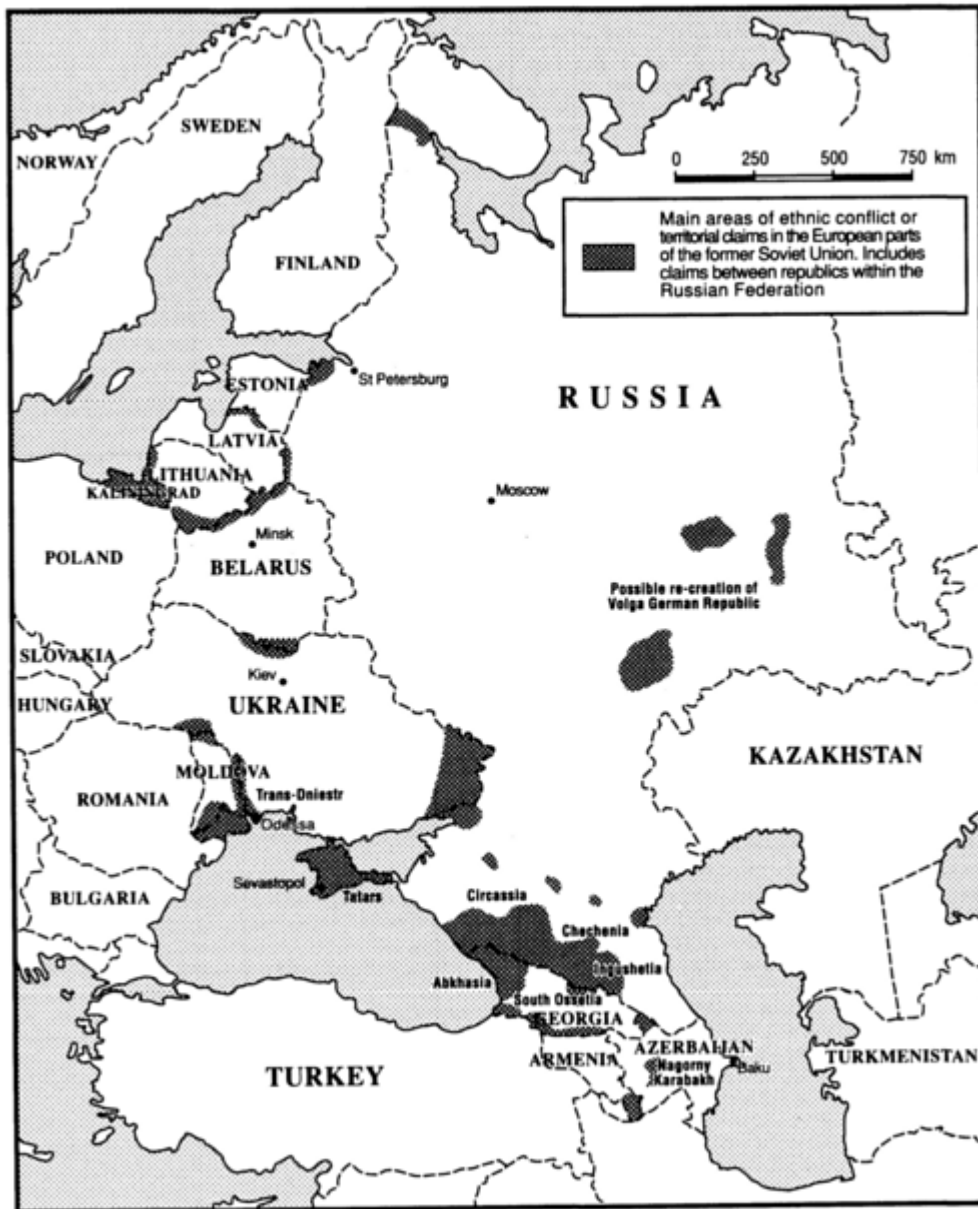 SWEDEN
NORWAY
0 250 500 750 km
Main areas of ethnic conflict or
territorial claims in the European parts
of the former Soviet Union. Includes
claims between republics within the
Russian Federation
FINLAND
St Petersburg
ESTONIA
RUSSIA
LATVIA
LITHUANIA
KALININGRAD
Moscow
Minsk
POLAND
BELARUS
Possible re-creation of
Volga German Republic
SLOVAKIA
Kiev
HUNGARY
UKRAINE
KAZAKHSTAN
MOLDOVA
ROMANIA
Trans-Dniestr
Odessa
Sevastopol
Tatars
BULGARIA
Circassia
Chechenia
Ingushetia
Abkhasia
South Ossetia
GEORGIA
ARMENIA
AZERBAIJAN
Nagorny
Karabakh
Baku
TURKMENISTAN
TURKEY